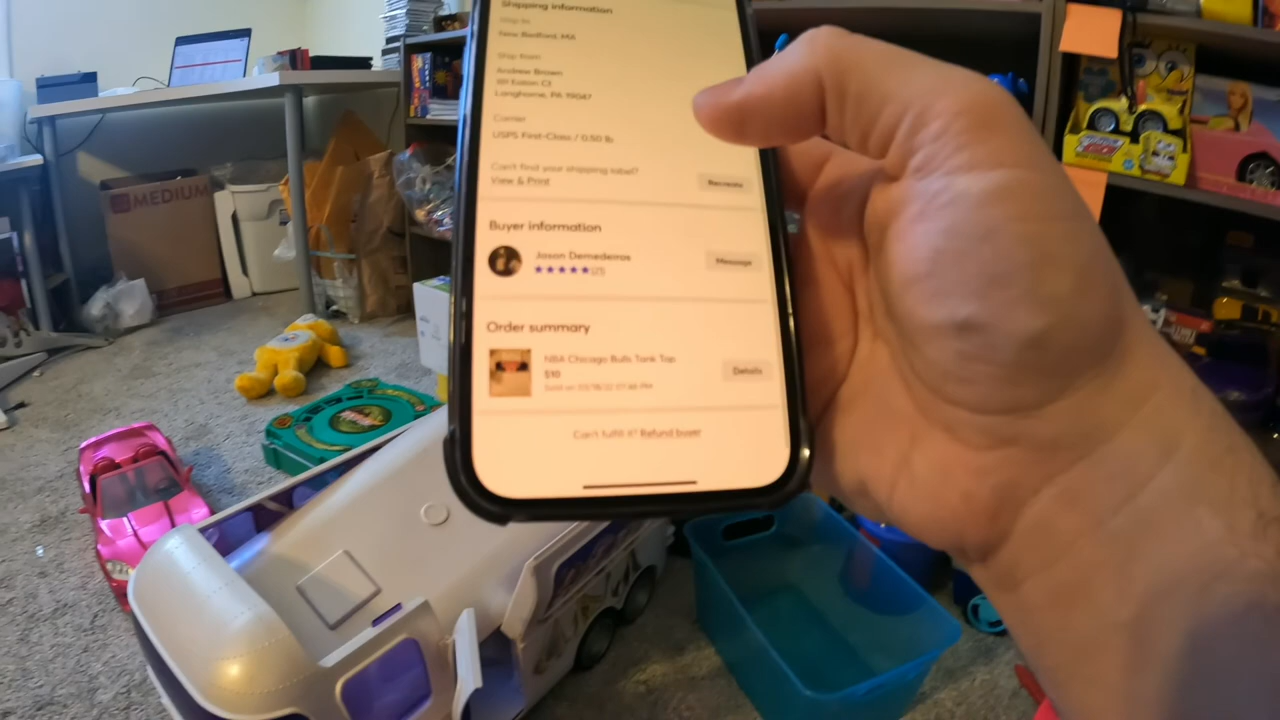 Shipping information
Ship to
New Bedford, MA
Ship from
Andrew Brown
Langhorne, PA 19047
Carrier
USPS First-Class / 0.50 lb
Can't find your shipping label?
View & Print
Recreate
Buyer information
Jason Demedeiros
Message
Order summary
NBA Chicago Bulls Tank Top
$10
Details
Can't fulfill it? Refund buyer
MEDIUM